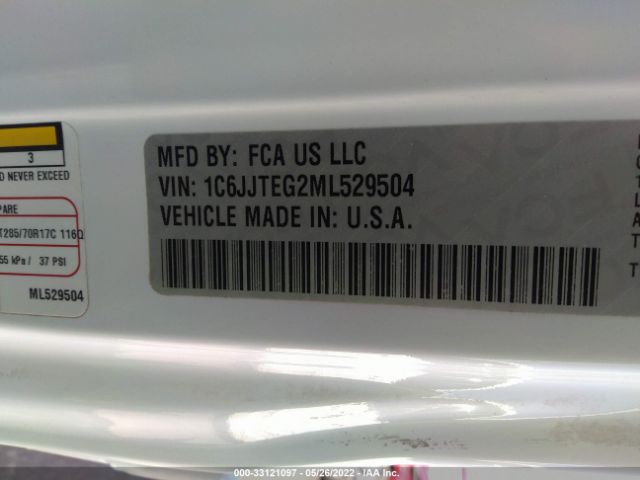 3
D NEVER EXCEED
PARE
T285/70R17C 116Q
55 kPa / 37 PSI
ML529504
MFD BY: FCA US LLC
VIN: 1C6JJTEG2ML529504
VEHICLE MADE IN: U.S.A.
000-33121097 - 05/26/2022 - IAA Inc.